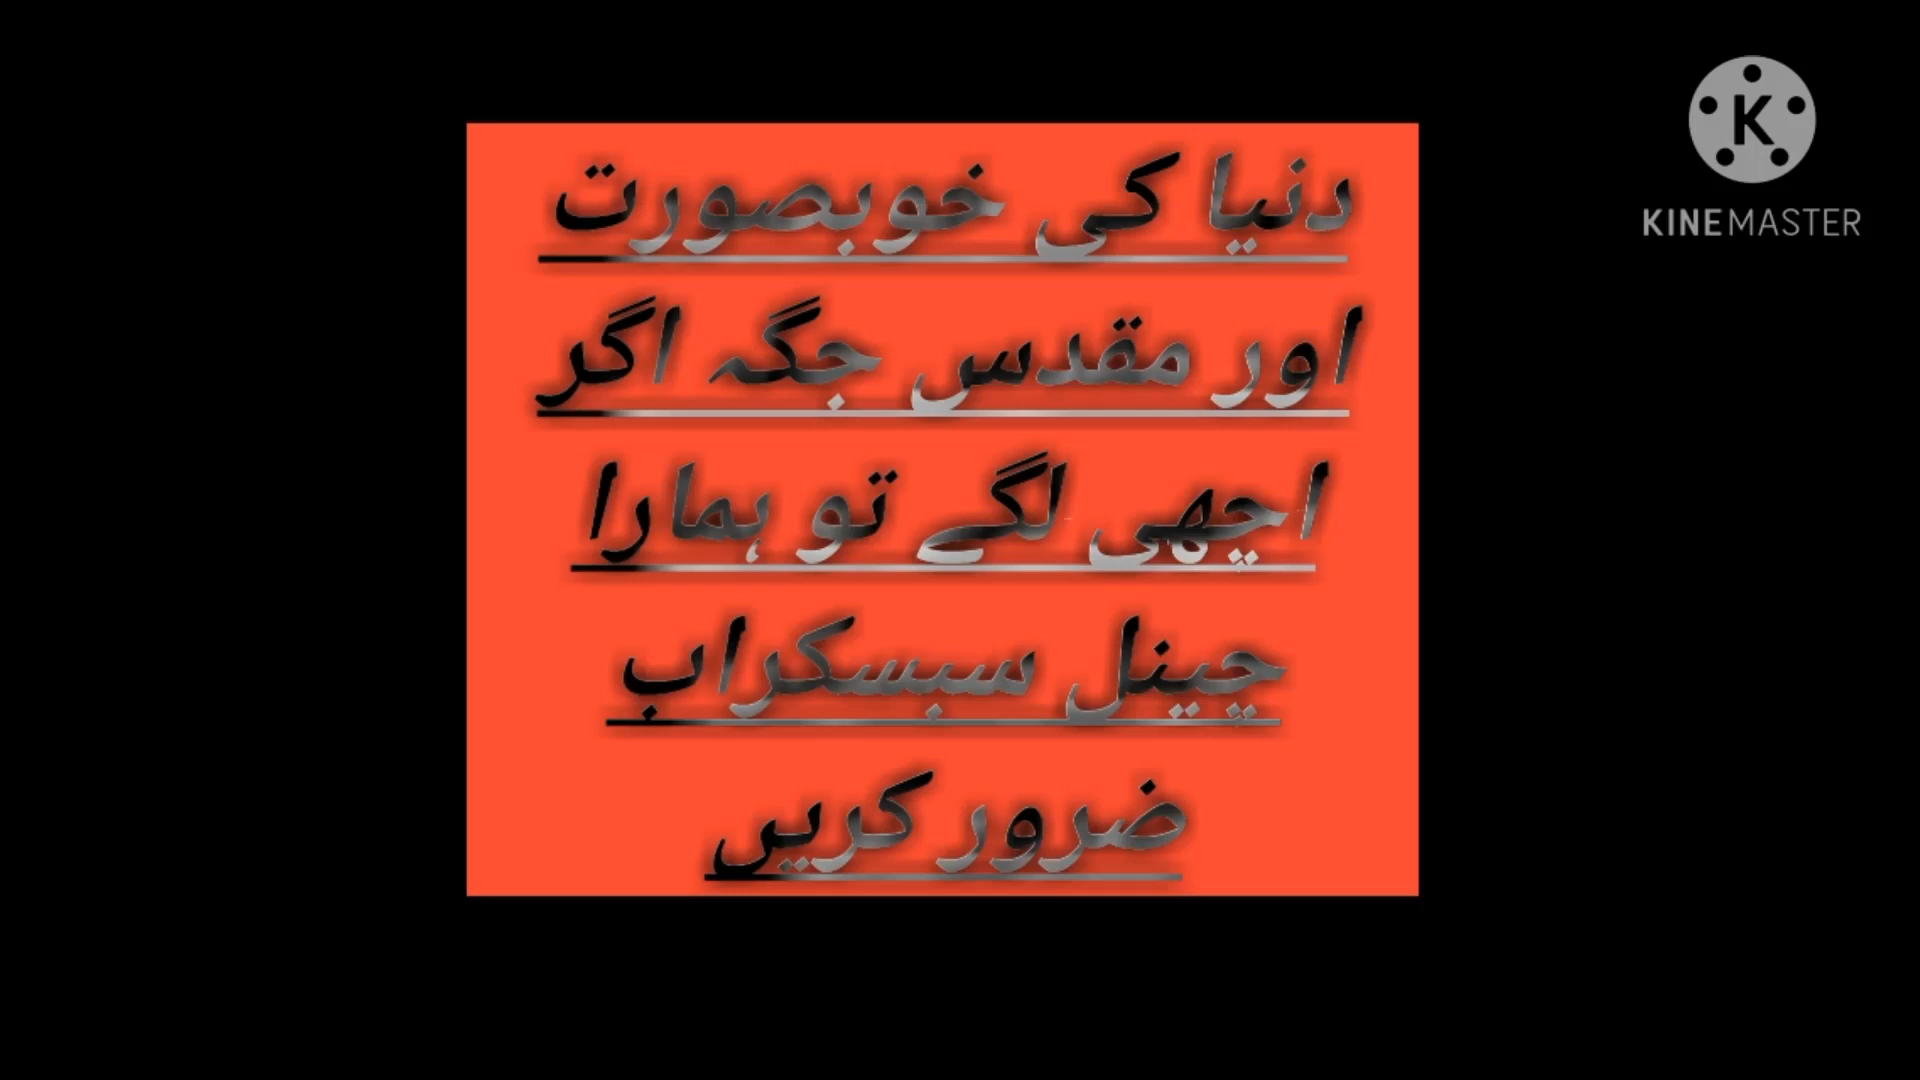 دنیا کی خوبصورت
اور مقدس جگہ اگر
اچھی لگے تو ہمارا
چینل سبسکراب
ضرور کریں
K
KINEMASTER